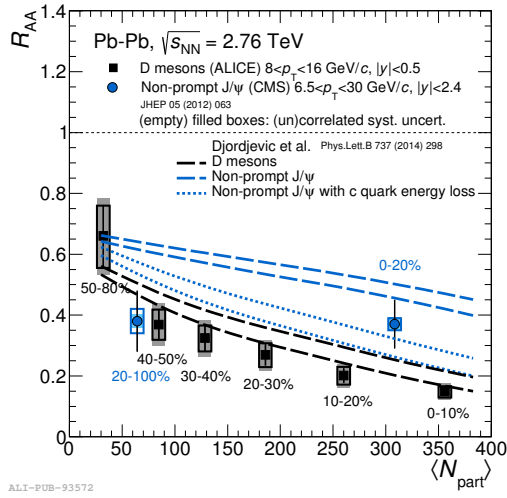 R_AA
Pb-Pb, √s_NN = 2.76 TeV
D mesons (ALICE) 8<p_T<16 GeV/c, |y|<0.5
Non-prompt J/ψ (CMS) 6.5<p_T<30 GeV/c, |y|<2.4
JHEP 05 (2012) 063
(empty) filled boxes: (un)correlated syst. uncert.
Djordjevic et al. Phys.Lett.B 737 (2014) 298
D mesons
Non-prompt J/ψ
Non-prompt J/ψ with c quark energy loss
1.4
1.2
1
0.8
0.6
0.4
0.2
0
0-20%
50-80%
40-50%
20-100%
30-40%
20-30%
10-20%
0-10%
0 50 100 150 200 250 300 350 400
⟨N_part⟩
ALI-PUB-93572